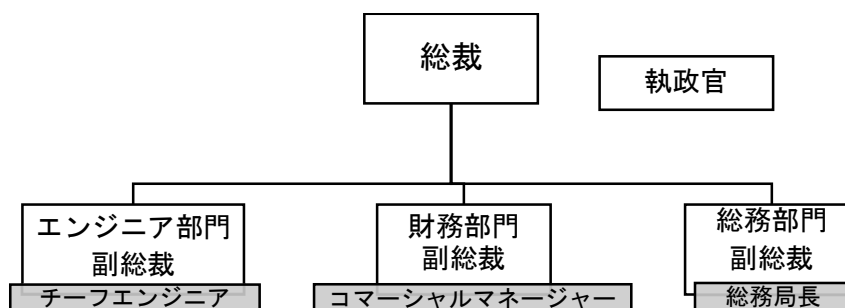 総裁
執政官
エンジニア部門
副総裁
チーフエンジニア
財務部門
副総裁
コマーシャルマネージャー
総務部門
副総裁
総務局長